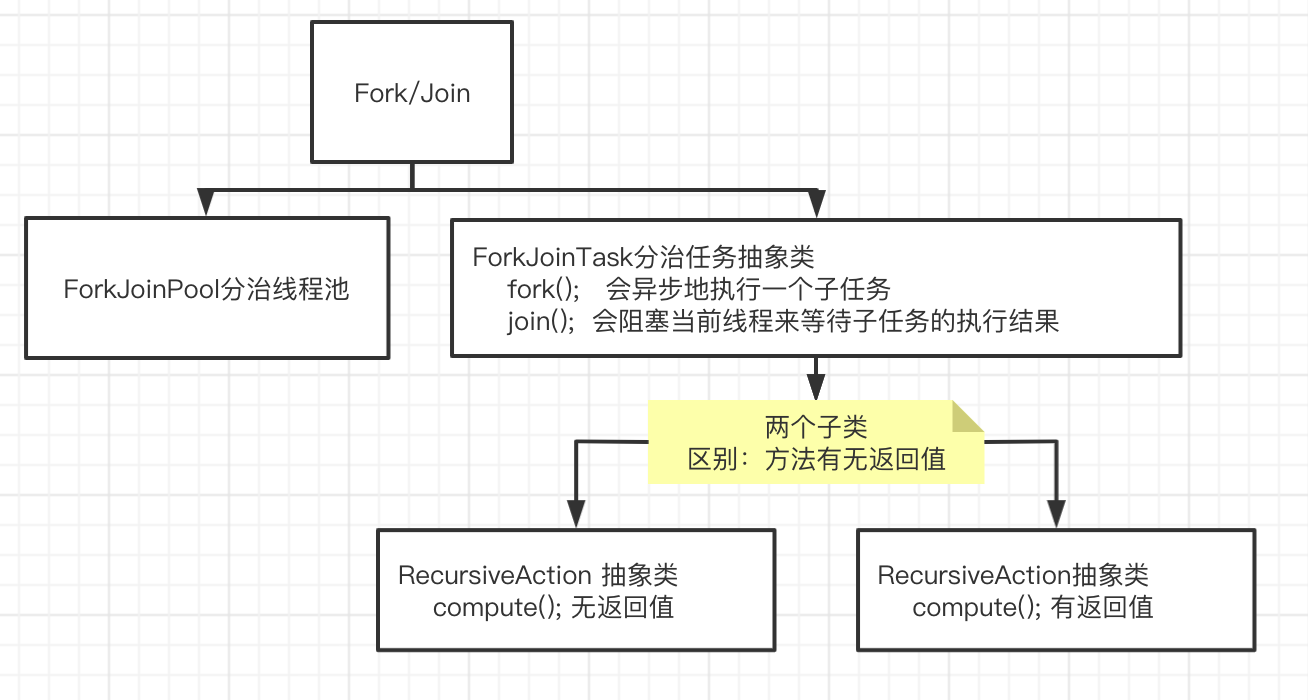 Fork/Join
ForkJoinPool分治线程池
ForkJoinTask分治任务抽象类
fork(); 会异步地执行一个子任务
join(); 会阻塞当前线程来等待子任务的执行结果
两个子类
区别：方法有无返回值
RecursiveAction 抽象类
compute(); 无返回值
RecursiveAction抽象类
compute(); 有返回值